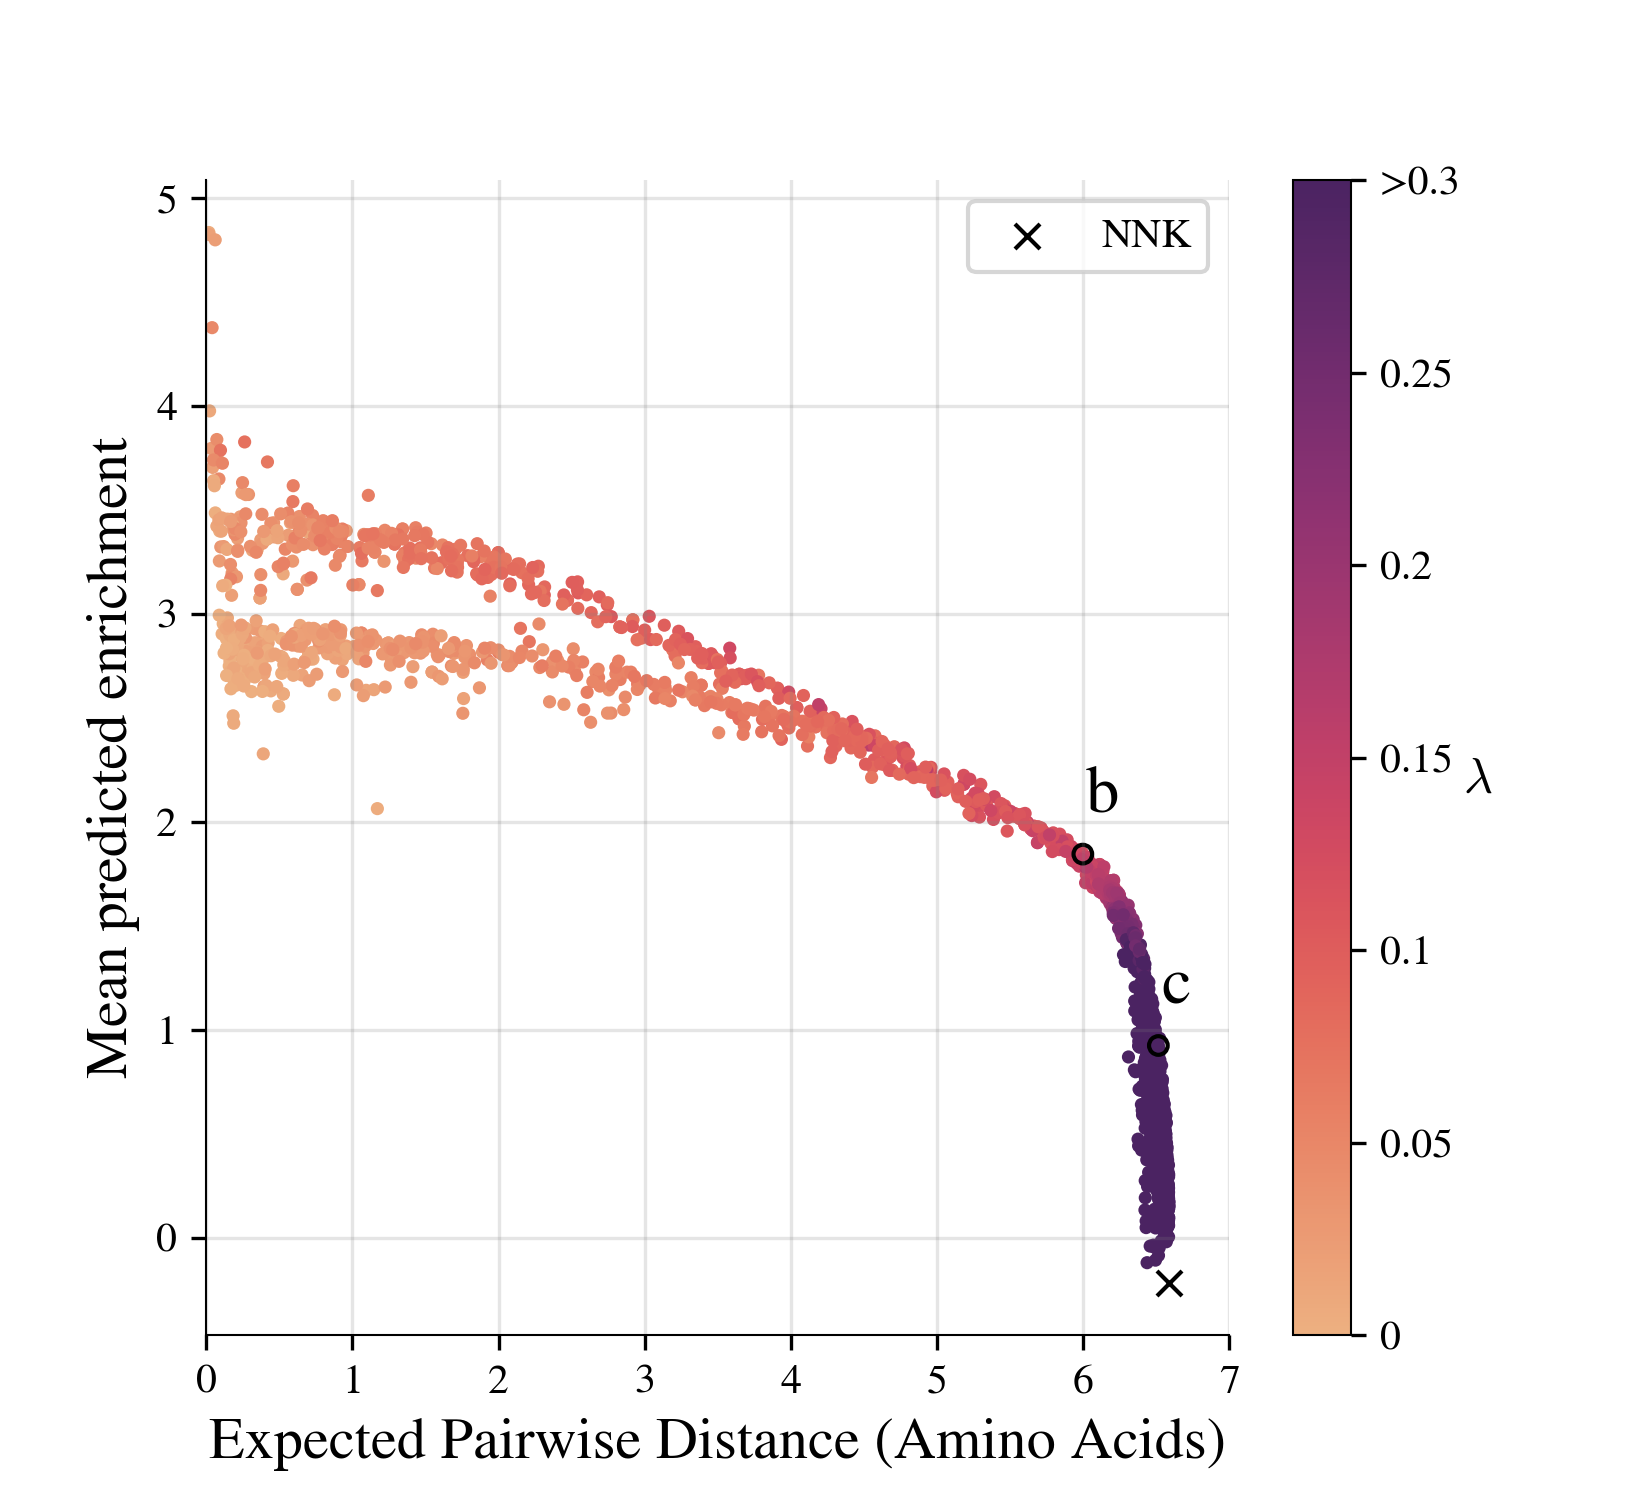 NNK
5
4
3
2
1
0
Mean predicted enrichment
b
c
0 1 2 3 4 5 6 7
Expected Pairwise Distance (Amino Acids)
>0.3
0.25
0.2
0.15
0.1
0.05
0
λ